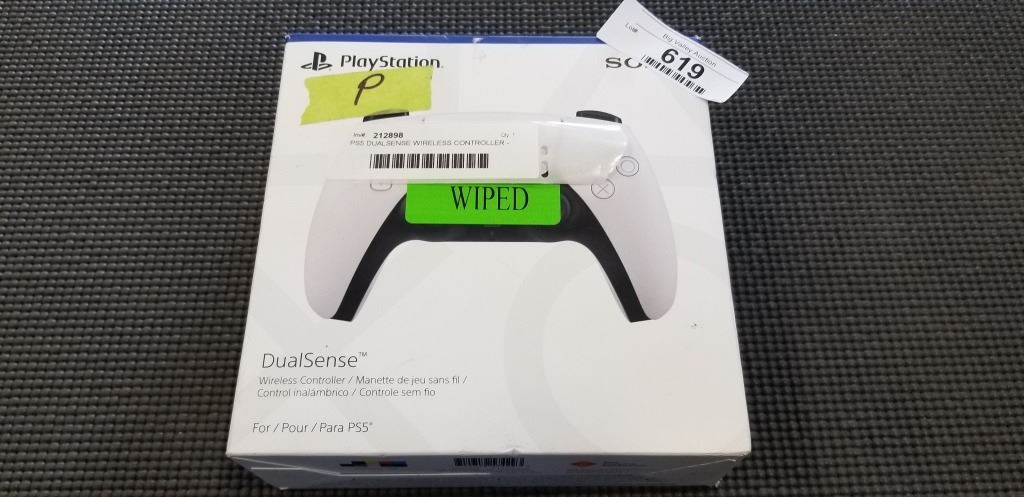 Lot#
Big Valley Auction
619
PlayStation.
P
Inv# 212898 Qty 1
PS5 DUALSENSE WIRELESS CONTROLLER -
WIPED
DualSense™
Wireless Controller / Manette de jeu sans fil /
Control inalámbrico / Controle sem fio
For / Pour / Para PS5®